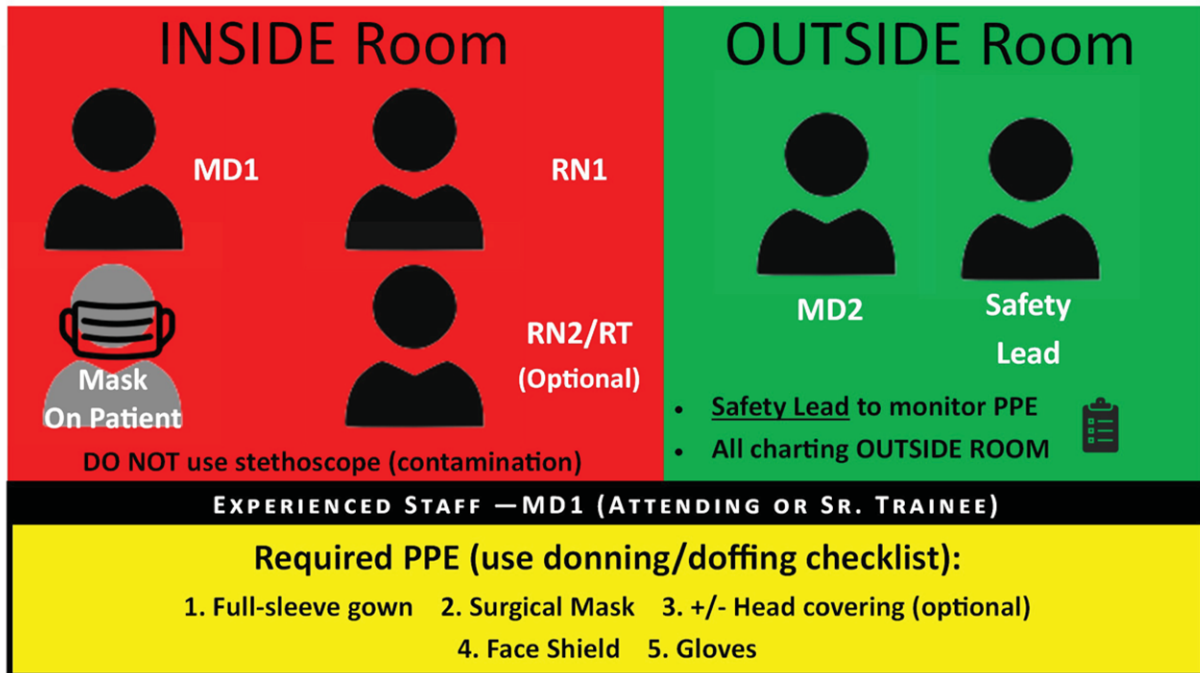 INSIDE Room
MD1
RN1
Mask
On Patient
RN2/RT
(Optional)
DO NOT use stethoscope (contamination)
OUTSIDE Room
MD2
Safety
Lead
• Safety Lead to monitor PPE
• All charting OUTSIDE ROOM
EXPERIENCED STAFF —MD1 (ATTENDING OR SR. TRAINEE)
Required PPE (use donning/doffing checklist):
1. Full-sleeve gown 2. Surgical Mask 3. +/- Head covering (optional)
4. Face Shield 5. Gloves